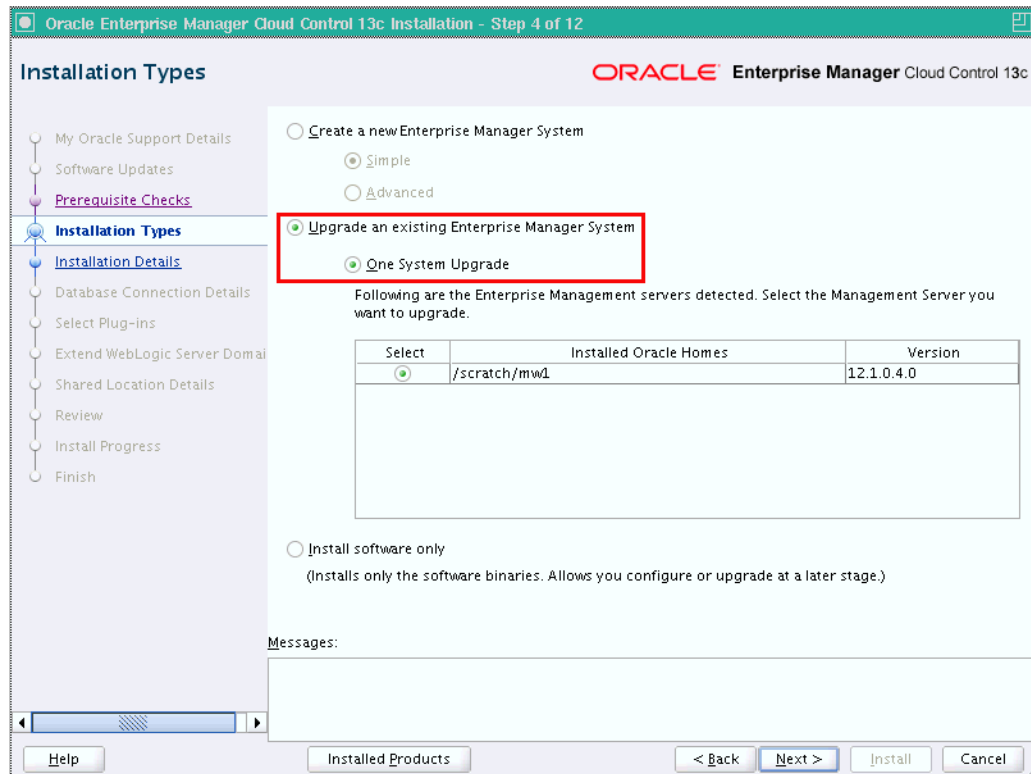 Oracle Enterprise Manager Cloud Control 13c Installation - Step 4 of 12
Installation Types
ORACLE Enterprise Manager Cloud Control 13c
My Oracle Support Details
Software Updates
Prerequisite Checks
Installation Types
Installation Details
Database Connection Details
Select Plug-ins
Extend WebLogic Server Domai
Shared Location Details
Review
Install Progress
Finish
Create a new Enterprise Manager System
Simple
Advanced
Upgrade an existing Enterprise Manager System
One System Upgrade
Following are the Enterprise Management servers detected. Select the Management Server you
want to upgrade.
Select Installed Oracle Homes Version
/scratch/mw1 12.1.0.4.0
Install software only
(Installs only the software binaries. Allows you configure or upgrade at a later stage.)
Messages:
Help Installed Products < Back Next > Install Cancel